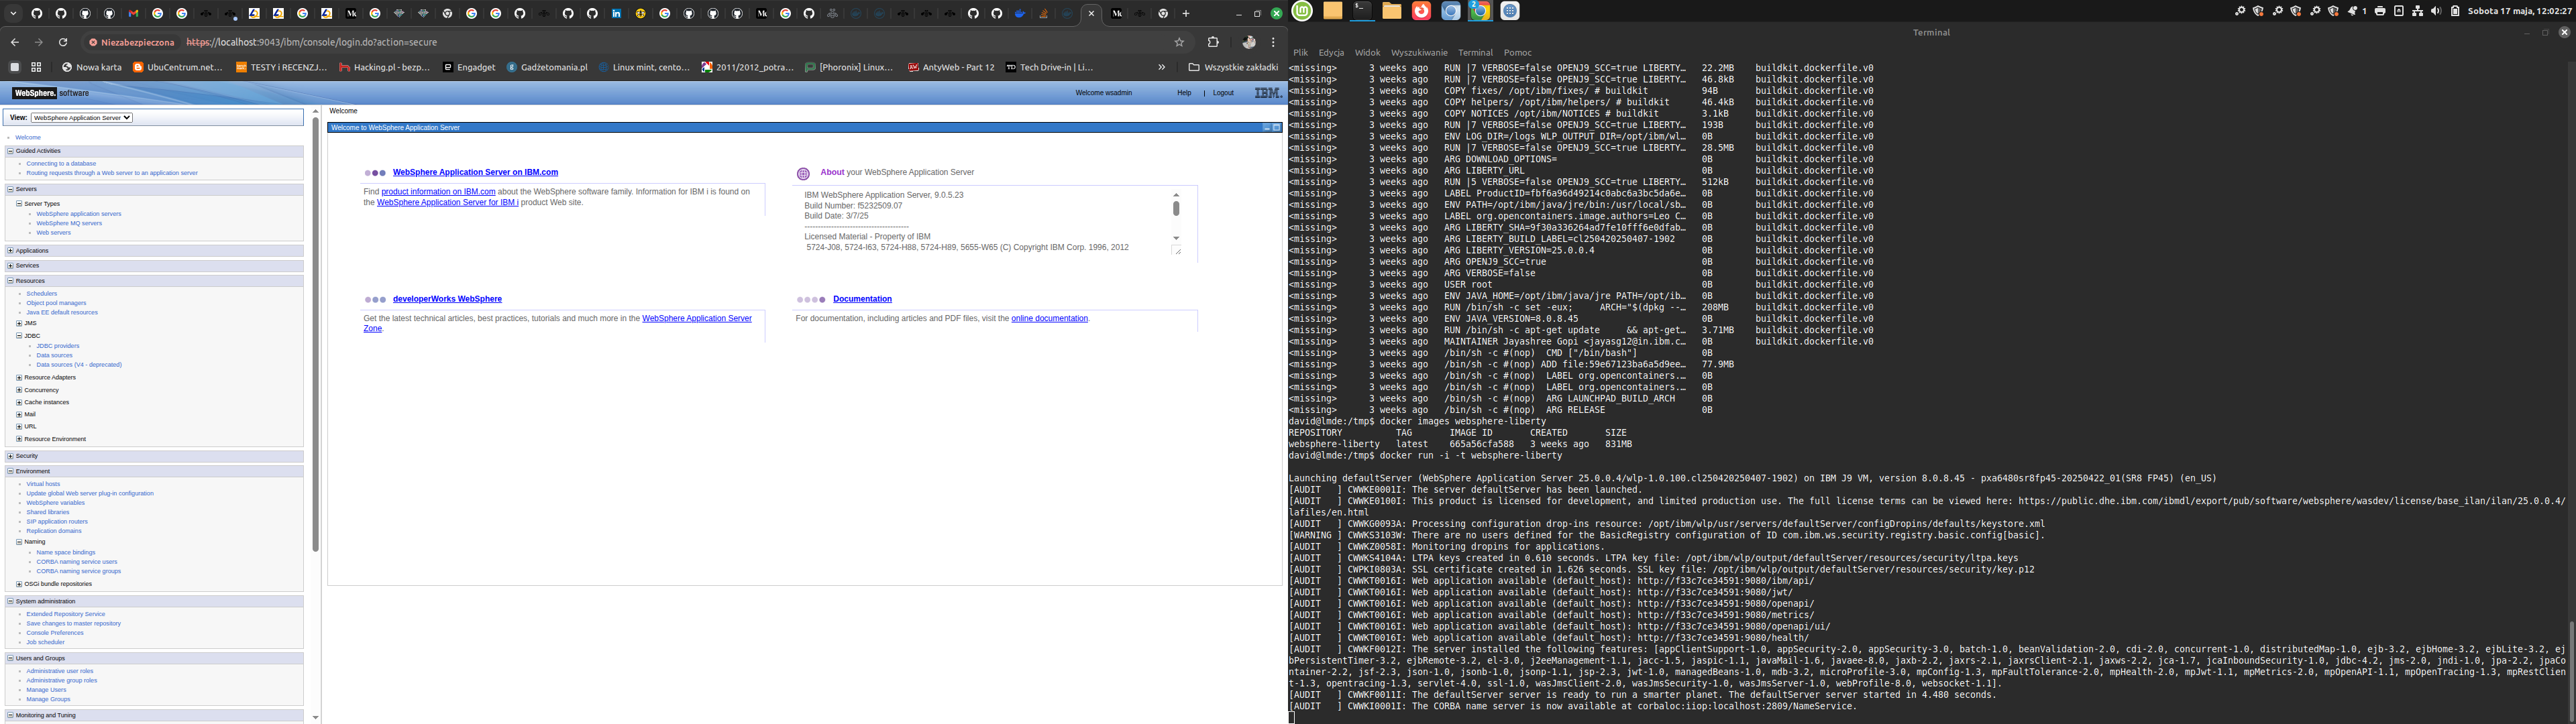 Sobota 17 maja, 12:02:27
1
2
Niezabezpieczona https://localhost:9043/ibm/console/login.do?action=secure
Nowa karta
UbuCentrum.net...
TESTY i RECENZJ...
Hacking.pl - bezp...
Engadget
Gadżetomania.pl
Linux mint, cento...
2011/2012_potra...
[Phoronix] Linux...
AntyWeb - Part 12
Tech Drive-in | Li...
Wszystkie zakładki
WebSphere. software
Welcome wsadmin
Help | Logout
IBM.
View: WebSphere Application Server
Welcome
Guided Activities
Connecting to a database
Routing requests through a Web server to an application server
Servers
Server Types
WebSphere application servers
WebSphere MQ servers
Web servers
Applications
Services
Resources
Schedulers
Object pool managers
Java EE default resources
JMS
JDBC
JDBC providers
Data sources
Data sources (V4 - deprecated)
Resource Adapters
Concurrency
Cache instances
Mail
URL
Resource Environment
Security
Environment
Virtual hosts
Update global Web server plug-in configuration
WebSphere variables
Shared libraries
SIP application routers
Replication domains
Naming
Name space bindings
CORBA naming service users
CORBA naming service groups
OSGi bundle repositories
System administration
Extended Repository Service
Save changes to master repository
Console Preferences
Job scheduler
Users and Groups
Administrative user roles
Administrative group roles
Manage Users
Manage Groups
Monitoring and Tuning
Welcome
Welcome to WebSphere Application Server
WebSphere Application Server on IBM.com
Find product information on IBM.com about the WebSphere software family. Information for IBM i is found on
the WebSphere Application Server for IBM i product Web site.
About your WebSphere Application Server
IBM WebSphere Application Server, 9.0.5.23
Build Number: f5232509.07
Build Date: 3/7/25
----------------------------------------
Licensed Material - Property of IBM
5724-J08, 5724-I63, 5724-H88, 5724-H89, 5655-W65 (C) Copyright IBM Corp. 1996, 2012
developerWorks WebSphere
Get the latest technical articles, best practices, tutorials and much more in the WebSphere Application Server
Zone.
Documentation
For documentation, including articles and PDF files, visit the online documentation.
Terminal
Plik Edycja Widok Wyszukiwanie Terminal Pomoc
<missing> 3 weeks ago RUN |7 VERBOSE=false OPENJ9_SCC=true LIBERTY… 22.2MB buildkit.dockerfile.v0
<missing> 3 weeks ago RUN |7 VERBOSE=false OPENJ9_SCC=true LIBERTY… 46.8kB buildkit.dockerfile.v0
<missing> 3 weeks ago COPY fixes/ /opt/ibm/fixes/ # buildkit 94B buildkit.dockerfile.v0
<missing> 3 weeks ago COPY helpers/ /opt/ibm/helpers/ # buildkit 46.4kB buildkit.dockerfile.v0
<missing> 3 weeks ago COPY NOTICES /opt/ibm/NOTICES # buildkit 3.1kB buildkit.dockerfile.v0
<missing> 3 weeks ago RUN |7 VERBOSE=false OPENJ9_SCC=true LIBERTY… 193B buildkit.dockerfile.v0
<missing> 3 weeks ago ENV LOG_DIR=/logs WLP_OUTPUT_DIR=/opt/ibm/wl… 0B buildkit.dockerfile.v0
<missing> 3 weeks ago RUN |7 VERBOSE=false OPENJ9_SCC=true LIBERTY… 28.5MB buildkit.dockerfile.v0
<missing> 3 weeks ago ARG DOWNLOAD_OPTIONS= 0B buildkit.dockerfile.v0
<missing> 3 weeks ago ARG LIBERTY_URL 0B buildkit.dockerfile.v0
<missing> 3 weeks ago RUN |5 VERBOSE=false OPENJ9_SCC=true LIBERTY… 512kB buildkit.dockerfile.v0
<missing> 3 weeks ago LABEL ProductID=fbf6a96d49214c0abc6a3bc5da6e… 0B buildkit.dockerfile.v0
<missing> 3 weeks ago ENV PATH=/opt/ibm/java/jre/bin:/usr/local/sb… 0B buildkit.dockerfile.v0
<missing> 3 weeks ago LABEL org.opencontainers.image.authors=Leo C… 0B buildkit.dockerfile.v0
<missing> 3 weeks ago ARG LIBERTY_SHA=9f30a336264ad7fe10fff6e0dfab… 0B buildkit.dockerfile.v0
<missing> 3 weeks ago ARG LIBERTY_BUILD_LABEL=cl250420250407-1902 0B buildkit.dockerfile.v0
<missing> 3 weeks ago ARG LIBERTY_VERSION=25.0.0.4 0B buildkit.dockerfile.v0
<missing> 3 weeks ago ARG OPENJ9_SCC=true 0B buildkit.dockerfile.v0
<missing> 3 weeks ago ARG VERBOSE=false 0B buildkit.dockerfile.v0
<missing> 3 weeks ago USER root 0B buildkit.dockerfile.v0
<missing> 3 weeks ago ENV JAVA_HOME=/opt/ibm/java/jre PATH=/opt/ib… 0B buildkit.dockerfile.v0
<missing> 3 weeks ago RUN /bin/sh -c set -eux; ARCH="$(dpkg --… 208MB buildkit.dockerfile.v0
<missing> 3 weeks ago ENV JAVA_VERSION=8.0.8.45 0B buildkit.dockerfile.v0
<missing> 3 weeks ago RUN /bin/sh -c apt-get update && apt-get… 3.71MB buildkit.dockerfile.v0
<missing> 3 weeks ago MAINTAINER Jayashree Gopi <jayasg12@in.ibm.c… 0B buildkit.dockerfile.v0
<missing> 3 weeks ago /bin/sh -c #(nop) CMD ["/bin/bash"] 0B
<missing> 3 weeks ago /bin/sh -c #(nop) ADD file:59e67123ba6a5d9ee… 77.9MB
<missing> 3 weeks ago /bin/sh -c #(nop) LABEL org.opencontainers.… 0B
<missing> 3 weeks ago /bin/sh -c #(nop) LABEL org.opencontainers.… 0B
<missing> 3 weeks ago /bin/sh -c #(nop) ARG LAUNCHPAD_BUILD_ARCH 0B
<missing> 3 weeks ago /bin/sh -c #(nop) ARG RELEASE 0B
david@lmde:/tmp$ docker images websphere-liberty
REPOSITORY TAG IMAGE ID CREATED SIZE
websphere-liberty latest 665a56cfa588 3 weeks ago 831MB
david@lmde:/tmp$ docker run -i -t websphere-liberty
Launching defaultServer (WebSphere Application Server 25.0.0.4/wlp-1.0.100.cl250420250407-1902) on IBM J9 VM, version 8.0.8.45 - pxa6480sr8fp45-20250422_01(SR8 FP45) (en_US)
[AUDIT ] CWWKE0001I: The server defaultServer has been launched.
[AUDIT ] CWWKE0100I: This product is licensed for development, and limited production use. The full license terms can be viewed here: https://public.dhe.ibm.com/ibmdl/export/pub/software/websphere/wasdev/license/base_ilan/ilan/25.0.0.4/
lafiles/en.html
[AUDIT ] CWWKG0093A: Processing configuration drop-ins resource: /opt/ibm/wlp/usr/servers/defaultServer/configDropins/defaults/keystore.xml
[WARNING ] CWWKS3103W: There are no users defined for the BasicRegistry configuration of ID com.ibm.ws.security.registry.basic.config[basic].
[AUDIT ] CWWKZ0058I: Monitoring dropins for applications.
[AUDIT ] CWWKS4104A: LTPA keys created in 0.610 seconds. LTPA key file: /opt/ibm/wlp/output/defaultServer/resources/security/ltpa.keys
[AUDIT ] CWPKI0803A: SSL certificate created in 1.626 seconds. SSL key file: /opt/ibm/wlp/output/defaultServer/resources/security/key.p12
[AUDIT ] CWWKT0016I: Web application available (default_host): http://f33c7ce34591:9080/ibm/api/
[AUDIT ] CWWKT0016I: Web application available (default_host): http://f33c7ce34591:9080/jwt/
[AUDIT ] CWWKT0016I: Web application available (default_host): http://f33c7ce34591:9080/openapi/
[AUDIT ] CWWKT0016I: Web application available (default_host): http://f33c7ce34591:9080/metrics/
[AUDIT ] CWWKT0016I: Web application available (default_host): http://f33c7ce34591:9080/openapi/ui/
[AUDIT ] CWWKT0016I: Web application available (default_host): http://f33c7ce34591:9080/health/
[AUDIT ] CWWKF0012I: The server installed the following features: [appClientSupport-1.0, appSecurity-2.0, appSecurity-3.0, batch-1.0, beanValidation-2.0, cdi-2.0, concurrent-1.0, distributedMap-1.0, ejb-3.2, ejbHome-3.2, ejbLite-3.2, ej
bPersistentTimer-3.2, ejbRemote-3.2, el-3.0, j2eeManagement-1.1, jacc-1.5, jaspic-1.1, javaMail-1.6, javaee-8.0, jaxb-2.2, jaxrs-2.1, jaxrsClient-2.1, jaxws-2.2, jca-1.7, jcaInboundSecurity-1.0, jdbc-4.2, jms-2.0, jndi-1.0, jpa-2.2, jpaCo
ntainer-2.2, jsf-2.3, json-1.0, jsonb-1.0, jsonp-1.1, jsp-2.3, jwt-1.0, managedBeans-1.0, mdb-3.2, microProfile-3.0, mpConfig-1.3, mpFaultTolerance-2.0, mpHealth-2.0, mpJwt-1.1, mpMetrics-2.0, mpOpenAPI-1.1, mpOpenTracing-1.3, mpRestClien
t-1.3, opentracing-1.3, servlet-4.0, ssl-1.0, wasJmsClient-2.0, wasJmsSecurity-1.0, wasJmsServer-1.0, webProfile-8.0, websocket-1.1].
[AUDIT ] CWWKF0011I: The defaultServer server is ready to run a smarter planet. The defaultServer server started in 4.480 seconds.
[AUDIT ] CWWKI0001I: The CORBA name server is now available at corbaloc:iiop:localhost:2809/NameService.